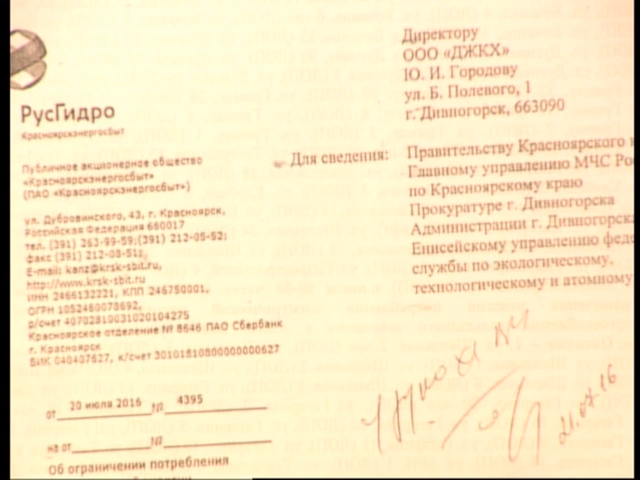 РусГидро
Красноярскэнергосбыт
Публичное акционерное общество
«Красноярскэнергосбыт»
(ПАО «Красноярскэнергосбыт»)
ул. Дубровинского, 43, г. Красноярск,
Российская Федерация 660017
тел. (391) 263-99-59;(391) 212-05-52;
факс (391) 212-08-51;
E-mail: kanz@krsk-sbit.ru,
http://www.krsk-sbit.ru
ИНН 2466132221, КПП 246750001,
ОГРН 1052460078692,
р/счет 40702810031020104275
Красноярское отделение № 8646 ПАО Сбербанк
г. Красноярск
БИК 040407627, к/счет 30101810800000000627
от 20 июля 2016 № 4395
на от № 
Об ограничении потребления
Директору
ООО «ДЖКХ»
Ю. И. Городову
ул. Б. Полевого, 1
г. Дивногорск, 663090
Для сведения: Правительству Красноярского
Главному управлению МЧС
по Красноярскому краю
Прокуратуре г. Дивногорска
Администрации г. Дивногорска
Енисейскому управлению
службы по экологическому,
технологическому и атомному
21.07.16